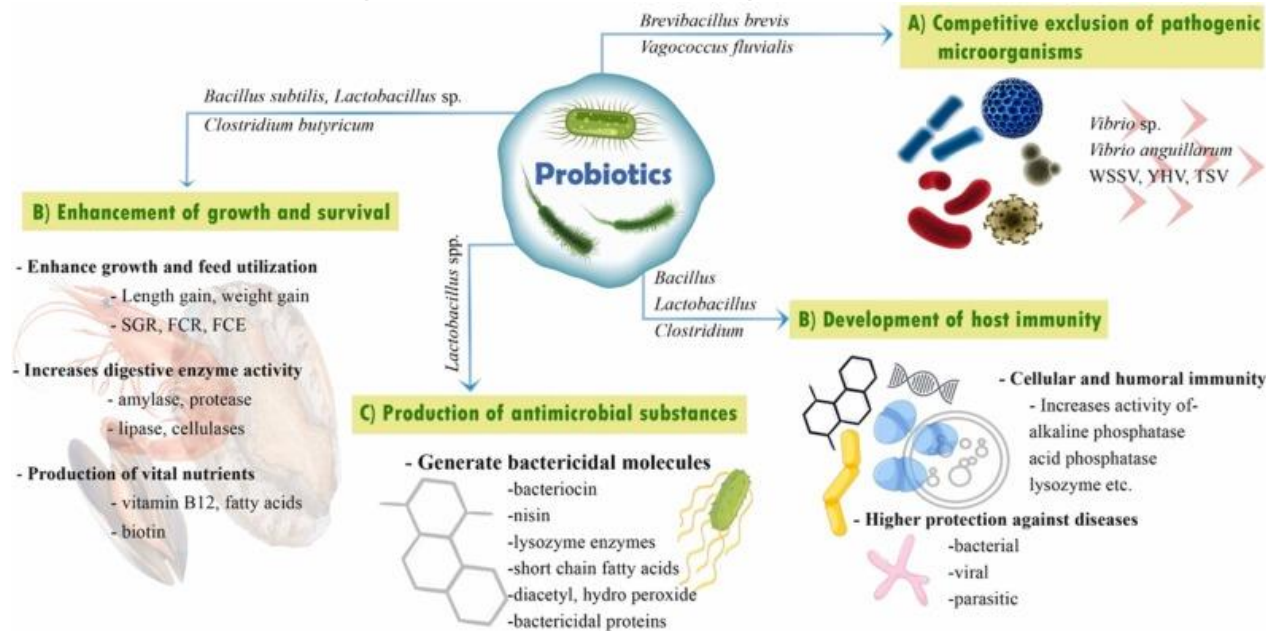 Brevibacillus brevis
Vagococcus fluvialis
A) Competitive exclusion of pathogenic
microorganisms
Vibrio sp.
Vibrio anguillarum
WSSV, YHV, TSV
Bacillus subtilis, Lactobacillus sp.
Clostridium butyricum
Probiotics
B) Enhancement of growth and survival
- Enhance growth and feed utilization
- Length gain, weight gain
- SGR, FCR, FCE
- Increases digestive enzyme activity
- amylase, protease
- lipase, cellulases
- Production of vital nutrients
- vitamin B12, fatty acids
- biotin
Lactobacillus spp.
C) Production of antimicrobial substances
- Generate bactericidal molecules
-bacteriocin
-nisin
-lysozyme enzymes
-short chain fatty acids
-diacetyl, hydro peroxide
-bactericidal proteins
Bacillus
Lactobacillus
Clostridium
B) Development of host immunity
- Cellular and humoral immunity
- Increases activity of-
alkaline phosphatase
acid phosphatase
lysozyme etc.
- Higher protection against diseases
-bacterial
-viral
-parasitic